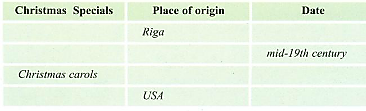 Christmas Specials Place of origin Date
Riga
mid-19th century
Christmas carols
USA